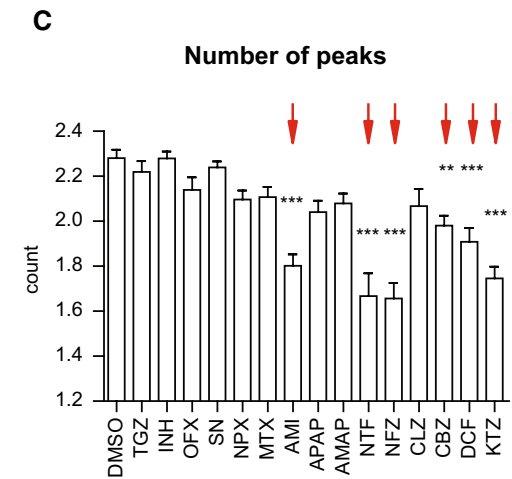 C
Number of peaks
2.4
2.2
2.0
1.8
1.6
1.4
1.2
count
** ***
***
***
*** ***
DMSO
TGZ
INH
OFX
SN
NPX
MTX
AMI
APAP
AMAP
NTF
NFZ
CLZ
CBZ
DCF
KTZ